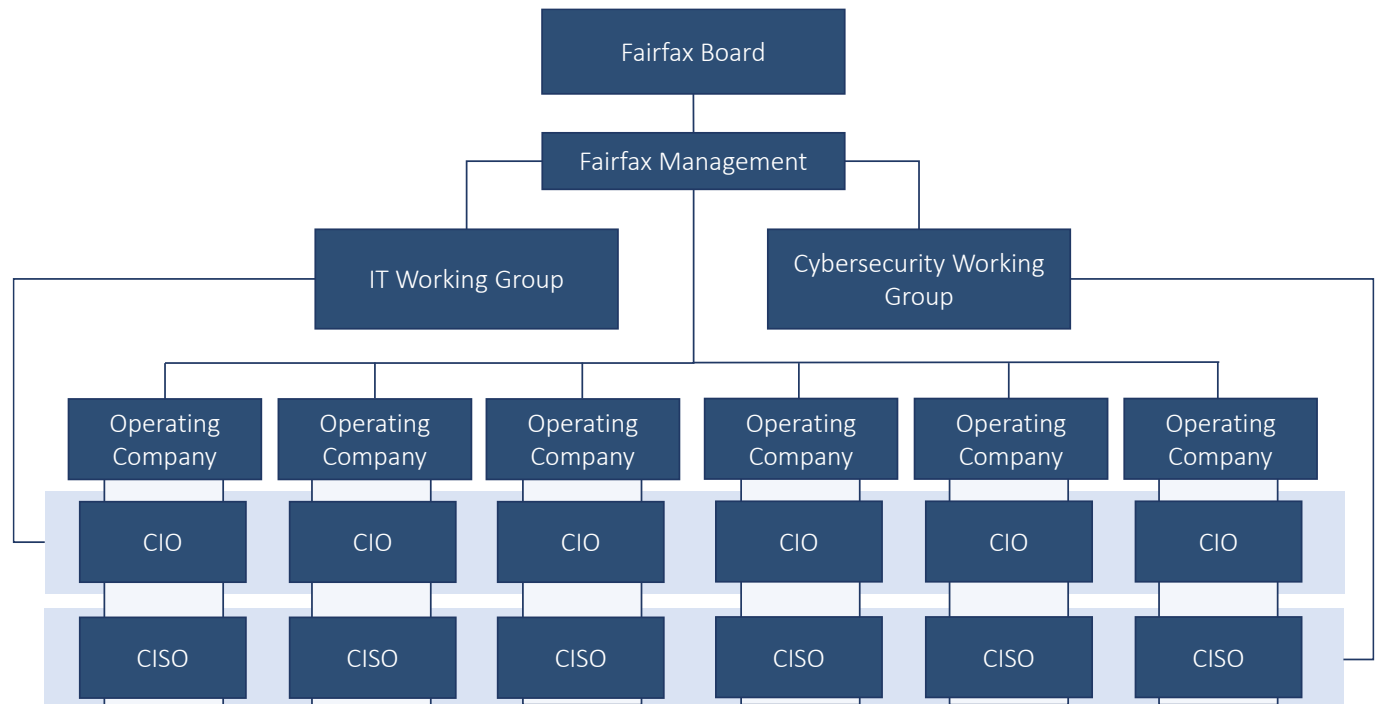 Fairfax Board
Fairfax Management
IT Working Group
Cybersecurity Working
Group
Operating
Company
Operating
Company
Operating
Company
Operating
Company
Operating
Company
Operating
Company
CIO
CIO
CIO
CIO
CIO
CIO
CISO
CISO
CISO
CISO
CISO
CISO